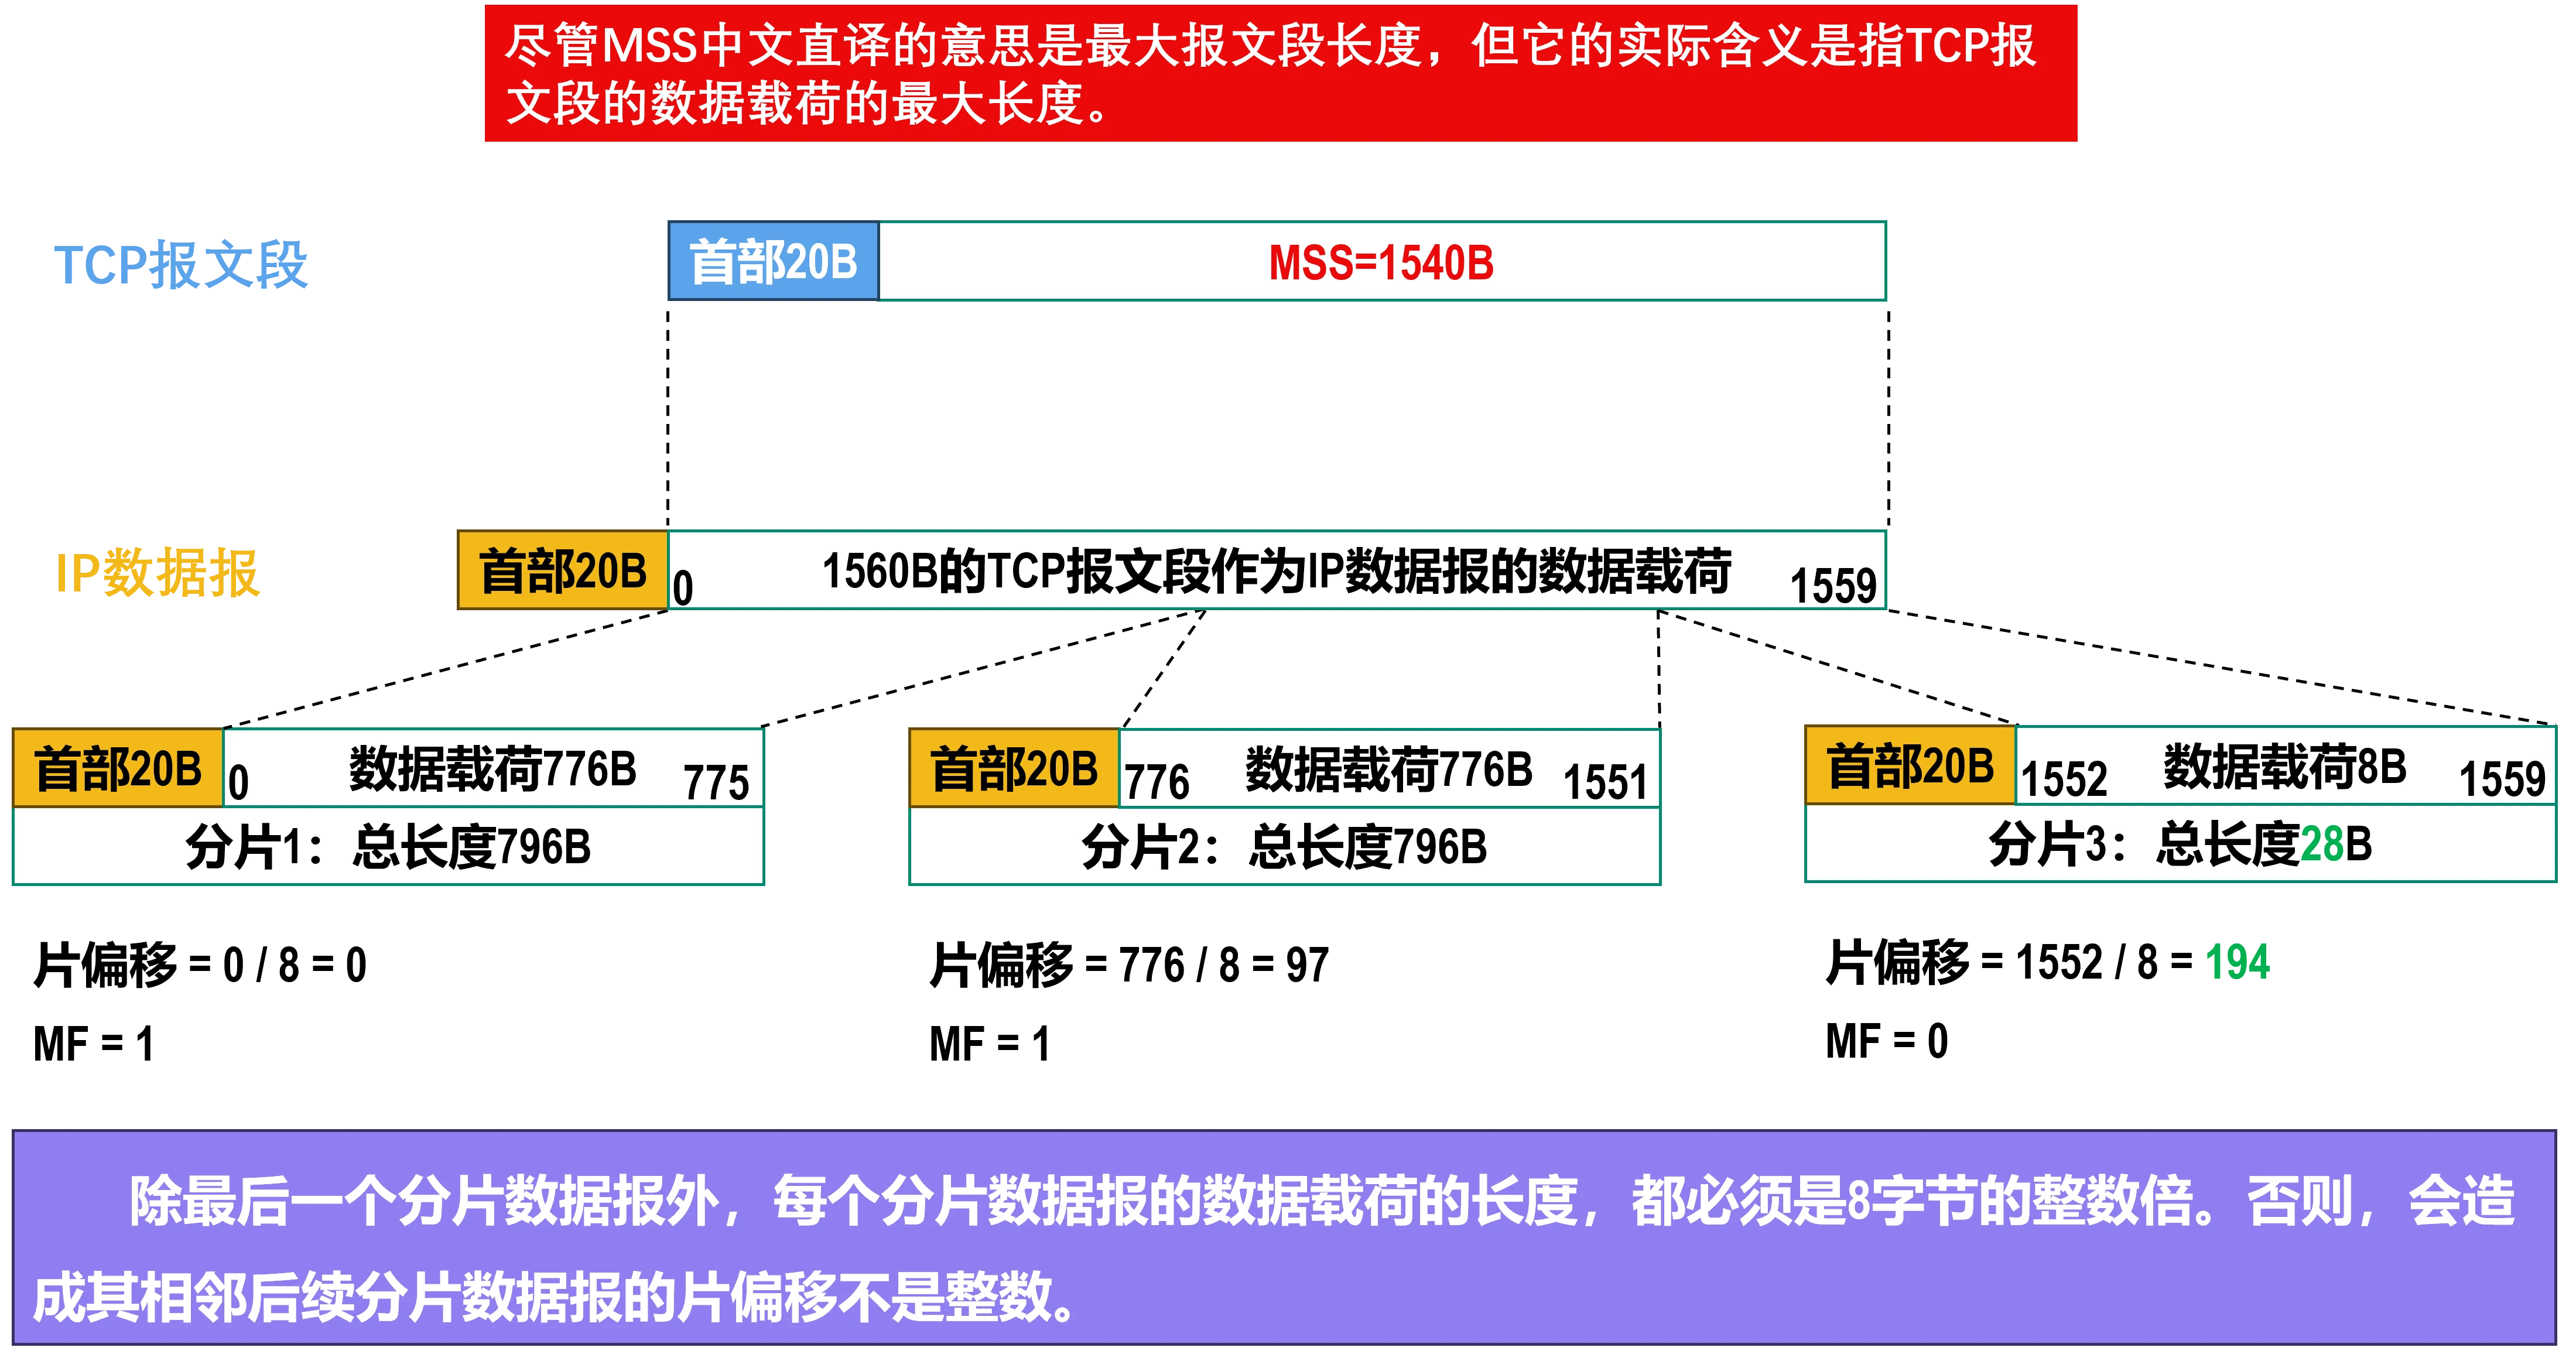 尽管MSS中文直译的意思是最大报文段长度，但它的实际含义是指TCP报
文段的数据载荷的最大长度。
TCP报文段
首部20B
MSS=1540B
IP数据报
首部20B
0
1560B的TCP报文段作为IP数据报的数据载荷
1559
首部20B
0
数据载荷776B
775
分片1：总长度796B
首部20B
776
数据载荷776B
1551
分片2：总长度796B
首部20B
1552
数据载荷8B
1559
分片3：总长度28B
片偏移 = 0 / 8 = 0
MF = 1
片偏移 = 776 / 8 = 97
MF = 1
片偏移 = 1552 / 8 = 194
MF = 0
除最后一个分片数据报外，每个分片数据报的数据载荷的长度，都必须是8字节的整数倍。否则，会造
成其相邻后续分片数据报的片偏移不是整数。